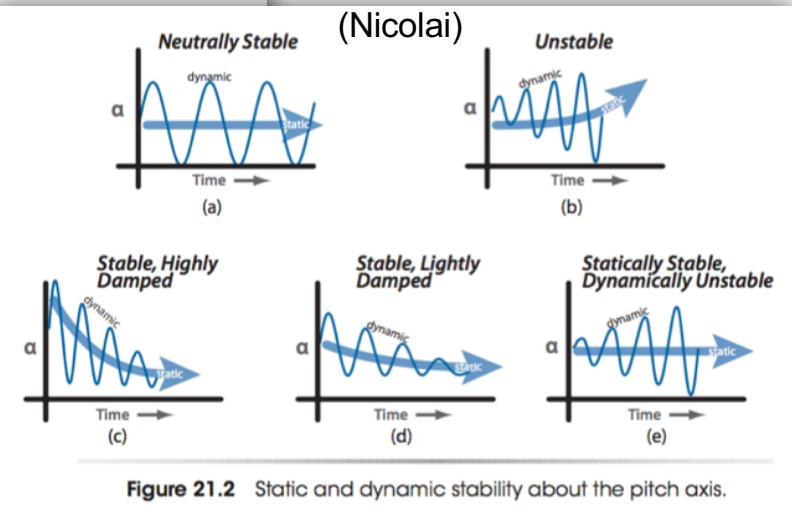 (Nicolai)
Neutrally Stable
dynamic
α
static
Time
(a)
Unstable
dynamic
α
static
Time
(b)
Stable, Highly
Damped
dynamic
α
static
Time
(c)
Stable, Lightly
Damped
dynamic
α
static
Time
(d)
Statically Stable,
Dynamically Unstable
dynamic
α
static
Time
(e)
Figure 21.2 Static and dynamic stability about the pitch axis.